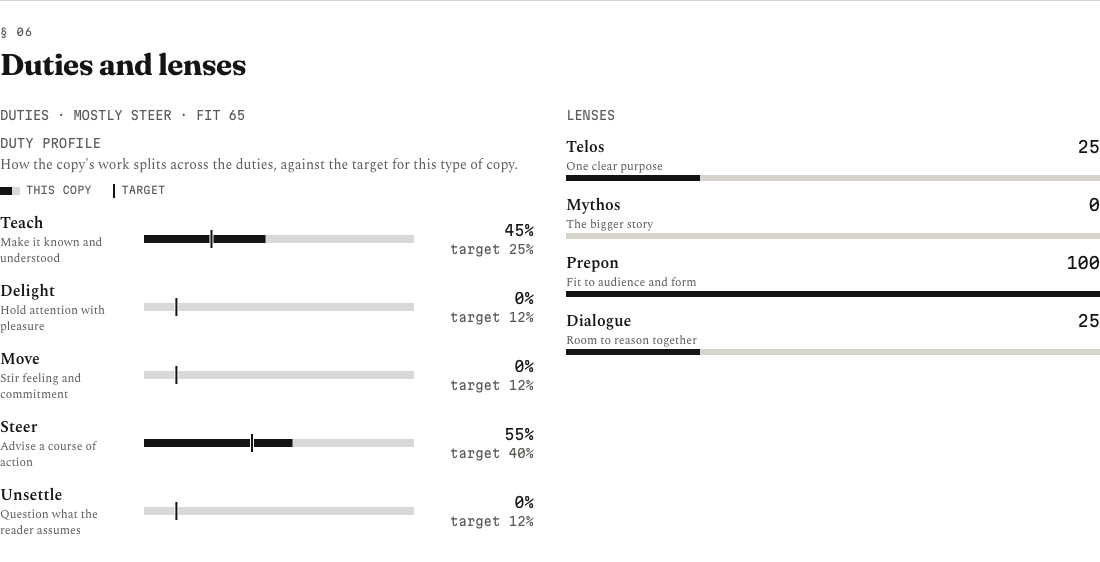 § 06
Duties and lenses
DUTIES · MOSTLY STEER · FIT 65
DUTY PROFILE
How the copy's work splits across the duties, against the target for this type of copy.
THIS COPY
TARGET
Teach
Make it known and
understood
45%
target 25%
Delight
Hold attention with
pleasure
0%
target 12%
Move
Stir feeling and
commitment
0%
target 12%
Steer
Advise a course of
action
55%
target 40%
Unsettle
Question what the
reader assumes
0%
target 12%
LENSES
Telos
25
One clear purpose
Mythos
0
The bigger story
Prepon
100
Fit to audience and form
Dialogue
25
Room to reason together